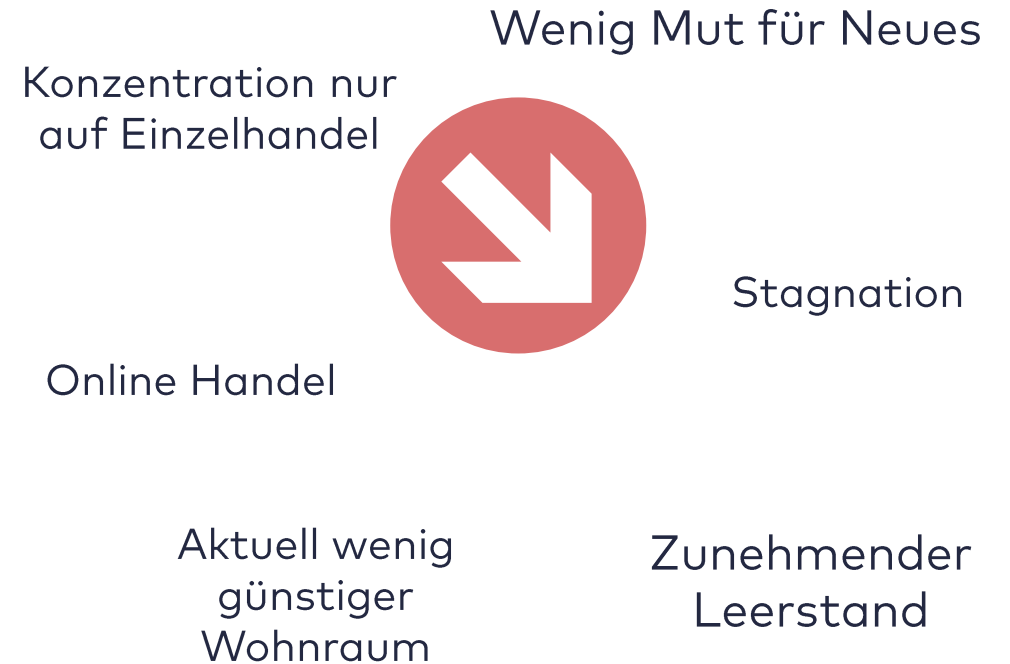 Wenig Mut für Neues
Konzentration nur
auf Einzelhandel
Stagnation
Online Handel
Aktuell wenig
günstiger
Wohnraum
Zunehmender
Leerstand